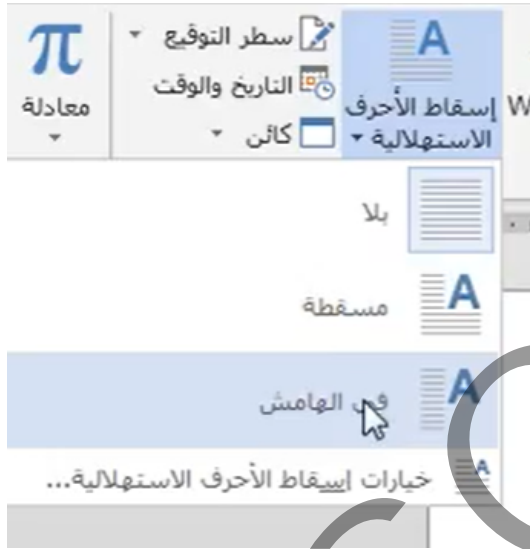 π
سطر التوقيع
التاريخ والوقت
كائن
معادلة
A
إسقاط الأحرف
الاستهلالية
W
بلا
A
مسقطة
A
في الهامش
A
خيارات إسقاط الأحرف الاستهلالية...